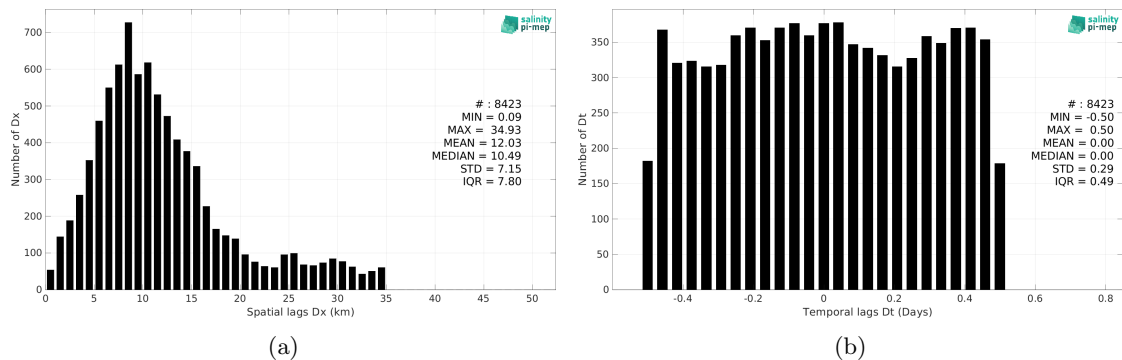 700
600
500
400
300
200
100
0
Number of Dx
0 5 10 15 20 25 30 35 40 45 50
Spatial lags Dx (km)
salinity
pi-mep
# : 8423
MIN = 0.09
MAX = 34.93
MEAN = 12.03
MEDIAN = 10.49
STD = 7.15
IQR = 7.80
(a)
350
300
250
200
150
100
50
0
Number of Dt
-0.4 -0.2 0 0.2 0.4 0.6 0.8
Temporal lags Dt (Days)
salinity
pi-mep
# : 8423
MIN = -0.50
MAX = 0.50
MEAN = 0.00
MEDIAN = 0.00
STD = 0.29
IQR = 0.49
(b)